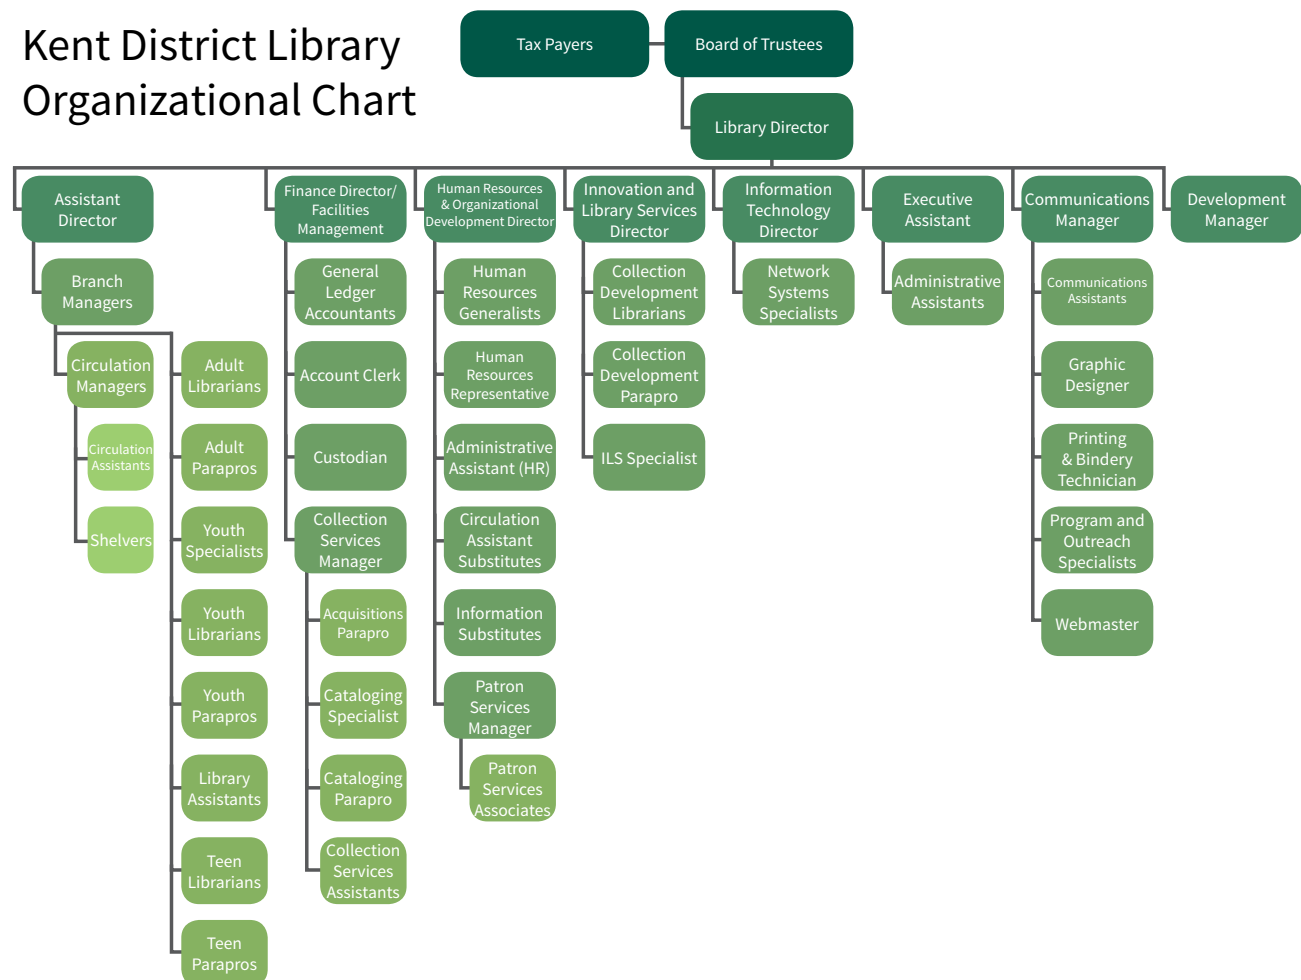 Kent District Library
Organizational Chart
Tax Payers
Board of Trustees
Library Director
Assistant
Director
Finance Director/
Facilities
Management
Human Resources
& Organizational
Development Director
Innovation and
Library Services
Director
Information
Technology
Director
Executive
Assistant
Communications
Manager
Development
Manager
Branch
Managers
General
Ledger
Accountants
Human
Resources
Generalists
Collection
Development
Librarians
Network
Systems
Specialists
Administrative
Assistants
Communications
Assistants
Circulation
Managers
Adult
Librarians
Account Clerk
Human
Resources
Representative
Collection
Development
Parapro
Graphic
Designer
Circulation
Assistants
Adult
Parapros
Custodian
Administrative
Assistant (HR)
ILS Specialist
Printing
& Bindery
Technician
Shelvers
Youth
Specialists
Collection
Services
Manager
Circulation
Assistant
Substitutes
Program and
Outreach
Specialists
Youth
Librarians
Acquisitions
Parapro
Information
Substitutes
Webmaster
Youth
Parapros
Cataloging
Specialist
Patron
Services
Manager
Library
Assistants
Cataloging
Parapro
Patron
Services
Associates
Teen
Librarians
Collection
Services
Assistants
Teen
Parapros